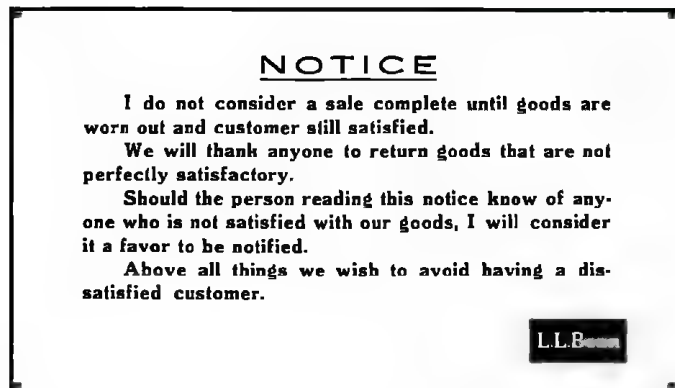 NOTICE
I do not consider a sale complete until goods are
worn out and customer still satisfied.
We will thank anyone to return goods that are not
perfectly satisfactory.
Should the person reading this notice know of any-
one who is not satisfied with our goods, I will consider
it a favor to be notified.
Above all things we wish to avoid having a dis-
satisfied customer.
L.L.Bean